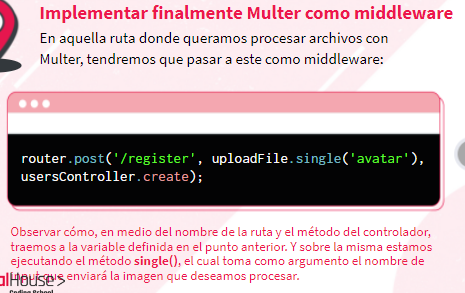 Implementar finalmente Multer como middleware
En aquella ruta donde queramos procesar archivos con
Multer, tendremos que pasar a este como middleware:
router.post('/register', uploadFile.single('avatar'),
usersController.create);
Observar cómo, en medio del nombre de la ruta y el método del controlador,
traemos a la variable definida en el punto anterior. Y sobre la misma estamos
ejecutando el método single(), el cual toma como argumento el nombre de
input que enviará la imagen que deseamos procesar.
alHouse>
Coding School